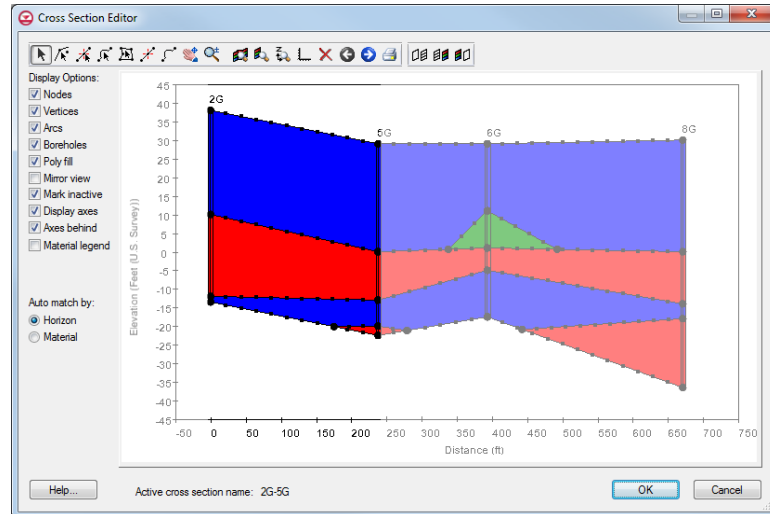 Cross Section Editor
Display Options:
Nodes
Vertices
Arcs
Boreholes
Poly fill
Mirror view
Mark inactive
Display axes
Axes behind
Material legend
Auto match by:
Horizon
Material
Elevation (Feet (U.S. Survey))
45
40
35
30
25
20
15
10
5
0
-5
-10
-15
-20
-25
-30
-35
-40
-45
2G
5G
6G
8G
-50 0 50 100 150 200 250 300 350 400 450 500 550 600 650 700 750
Distance (ft)
Help...
Active cross section name: 2G-5G
OK
Cancel